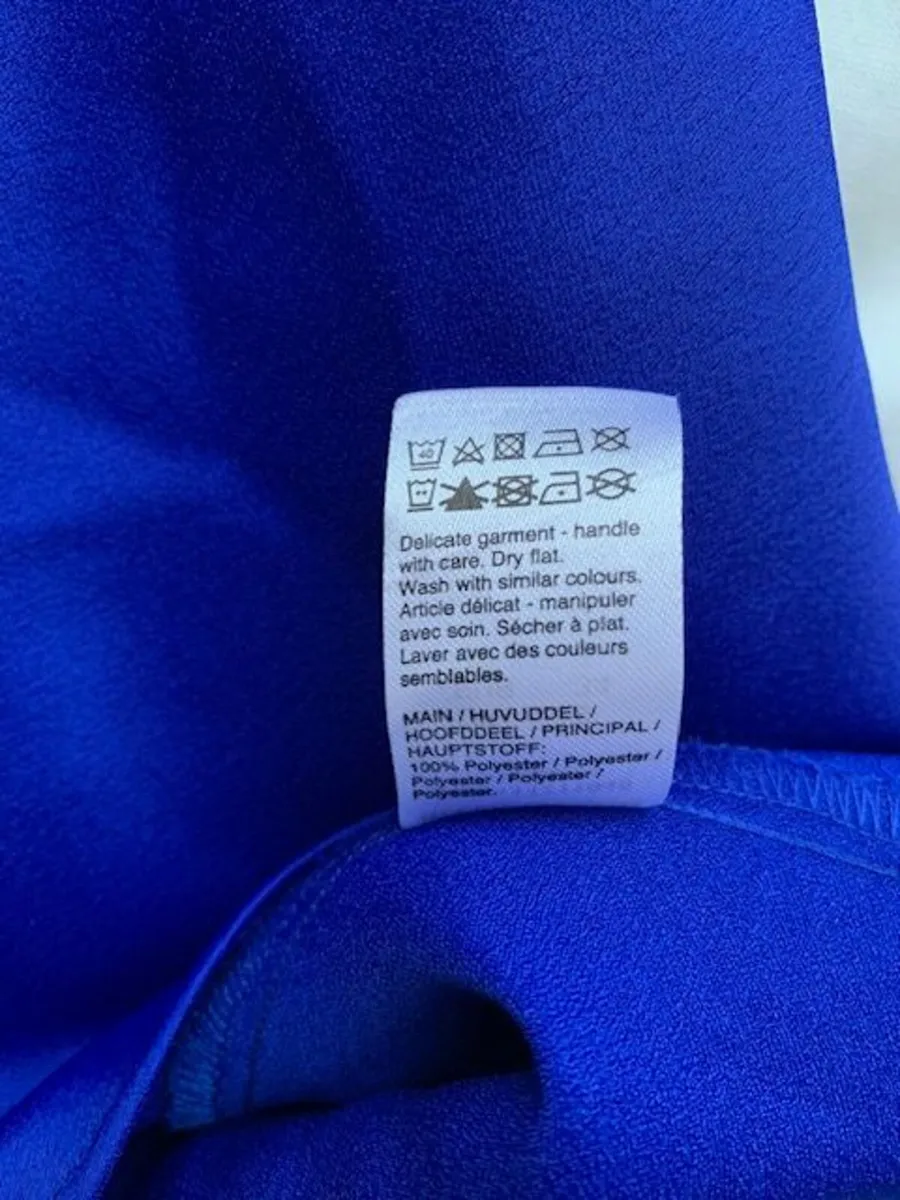 40
Delicate garment - handle
with care. Dry flat.
Wash with similar colours.
Article délicat - manipuler
avec soin. Sécher à plat.
Laver avec des couleurs
semblables.
MAIN / HUVUDDEL /
HOOFDDEEL / PRINCIPAL /
HAUPTSTOFF:
100% Polyester / Polyester /
Polyester / Polyester /
Polyester.